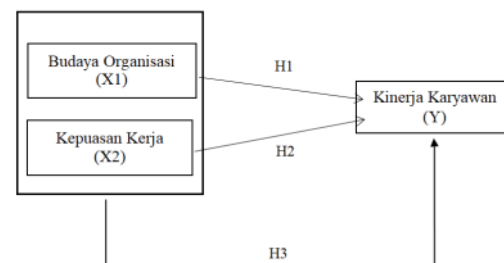 Budaya Organisasi
(X1)
H1
Kinerja Karyawan
(Y)
Kepuasan Kerja
(X2)
H2
H3